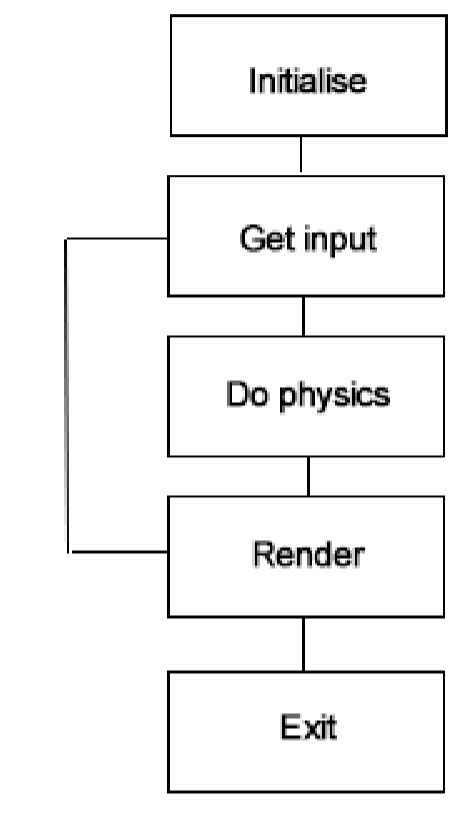 Initialise
Get input
Do physics
Render
Exit